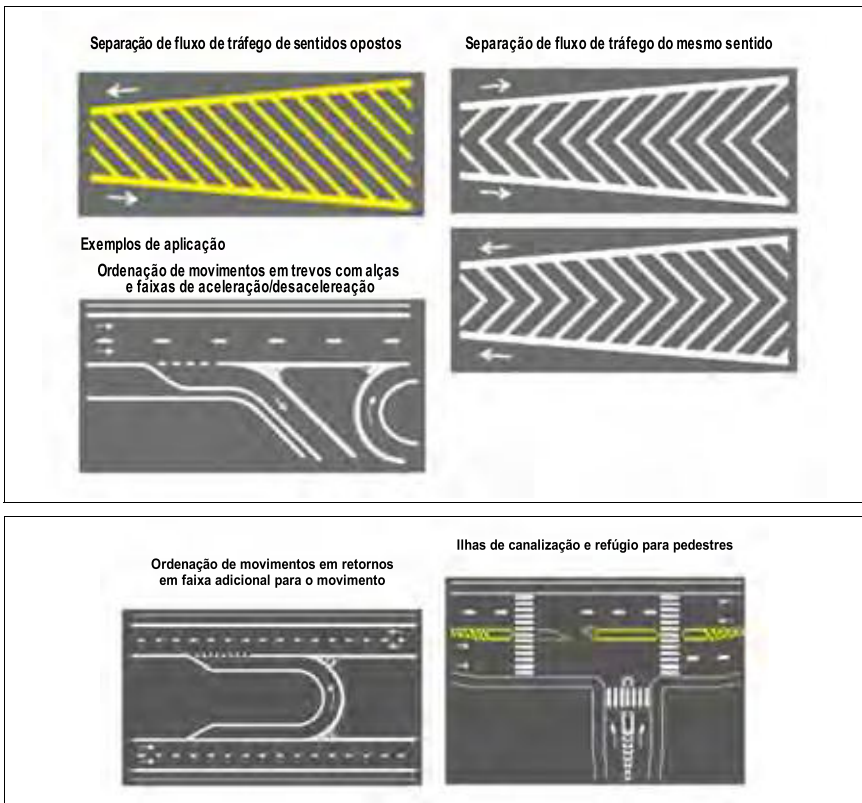 Separação de fluxo de tráfego de sentidos opostos
Separação de fluxo de tráfego do mesmo sentido
Exemplos de aplicação
Ordenação de movimentos em trevos com alças
e faixas de aceleração/desacelereação
Ordenação de movimentos em retornos
em faixa adicional para o movimento
Ilhas de canalização e refúgio para pedestres